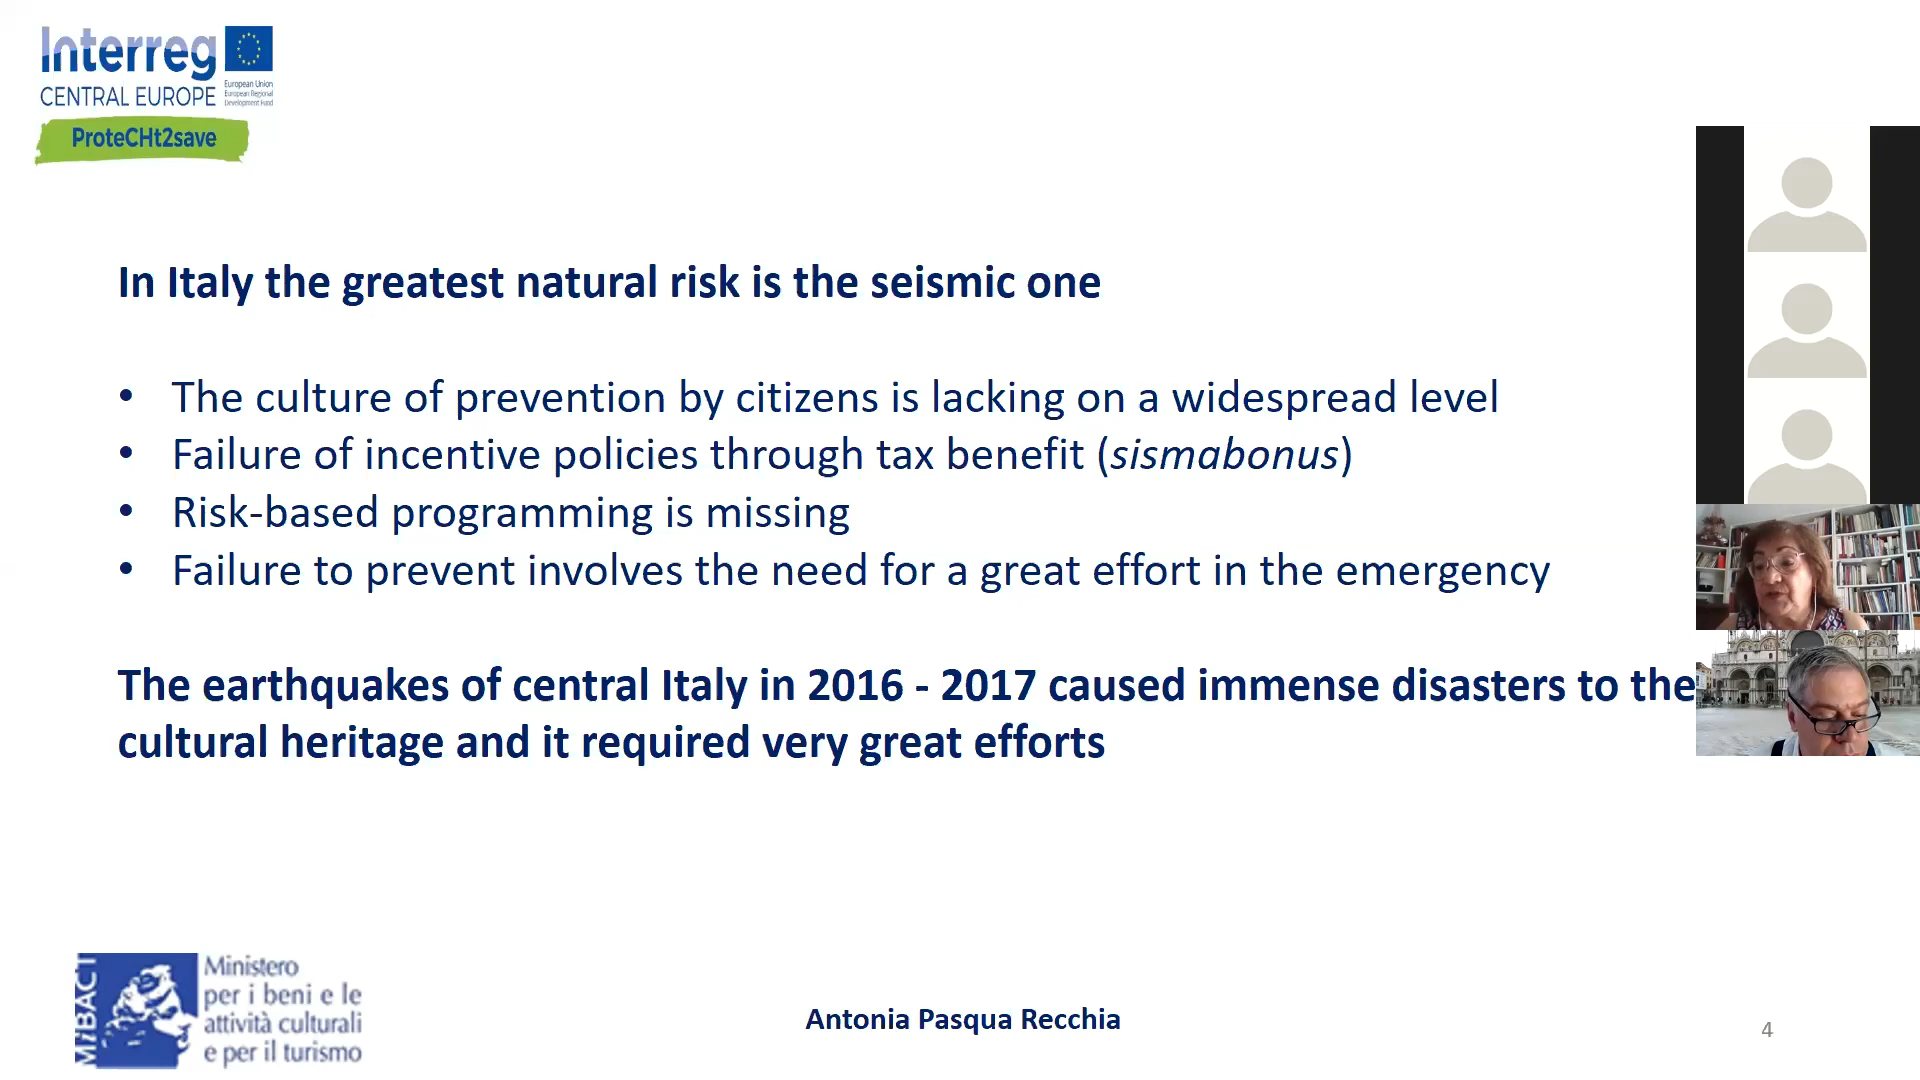 Interreg
CENTRAL EUROPE
European Union
European Regional
Development Fund
ProteCHt2save
In Italy the greatest natural risk is the seismic one
• The culture of prevention by citizens is lacking on a widespread level
• Failure of incentive policies through tax benefit (sismabonus)
• Risk-based programming is missing
• Failure to prevent involves the need for a great effort in the emergency
The earthquakes of central Italy in 2016 - 2017 caused immense disasters to the
cultural heritage and it required very great efforts
MiBACT
Ministero
per i beni e le
attività culturali
e per il turismo
Antonia Pasqua Recchia
4